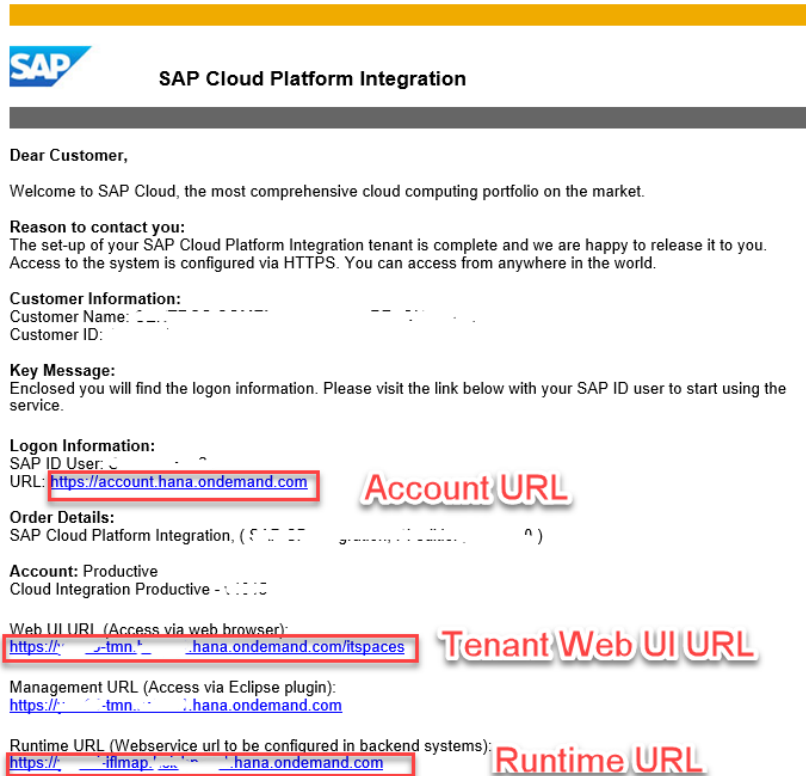 SAP
SAP Cloud Platform Integration
Dear Customer,
Welcome to SAP Cloud, the most comprehensive cloud computing portfolio on the market.
Reason to contact you:
The set-up of your SAP Cloud Platform Integration tenant is complete and we are happy to release it to you.
Access to the system is configured via HTTPS. You can access from anywhere in the world.
Customer Information:
Customer Name:
Customer ID:
Key Message:
Enclosed you will find the logon information. Please visit the link below with your SAP ID user to start using the
service.
Logon Information:
SAP ID User:
URL: https://account.hana.ondemand.com
Account URL
Order Details:
SAP Cloud Platform Integration, ( )
Account: Productive
Cloud Integration Productive -
Web UI URL (Access via web browser):
https:// -tmn. .hana.ondemand.com/itspaces
Tenant Web UI URL
Management URL (Access via Eclipse plugin):
https:// -tmn. .hana.ondemand.com
Runtime URL (Webservice url to be configured in backend systems):
https:// -iflmap. .hana.ondemand.com
Runtime URL